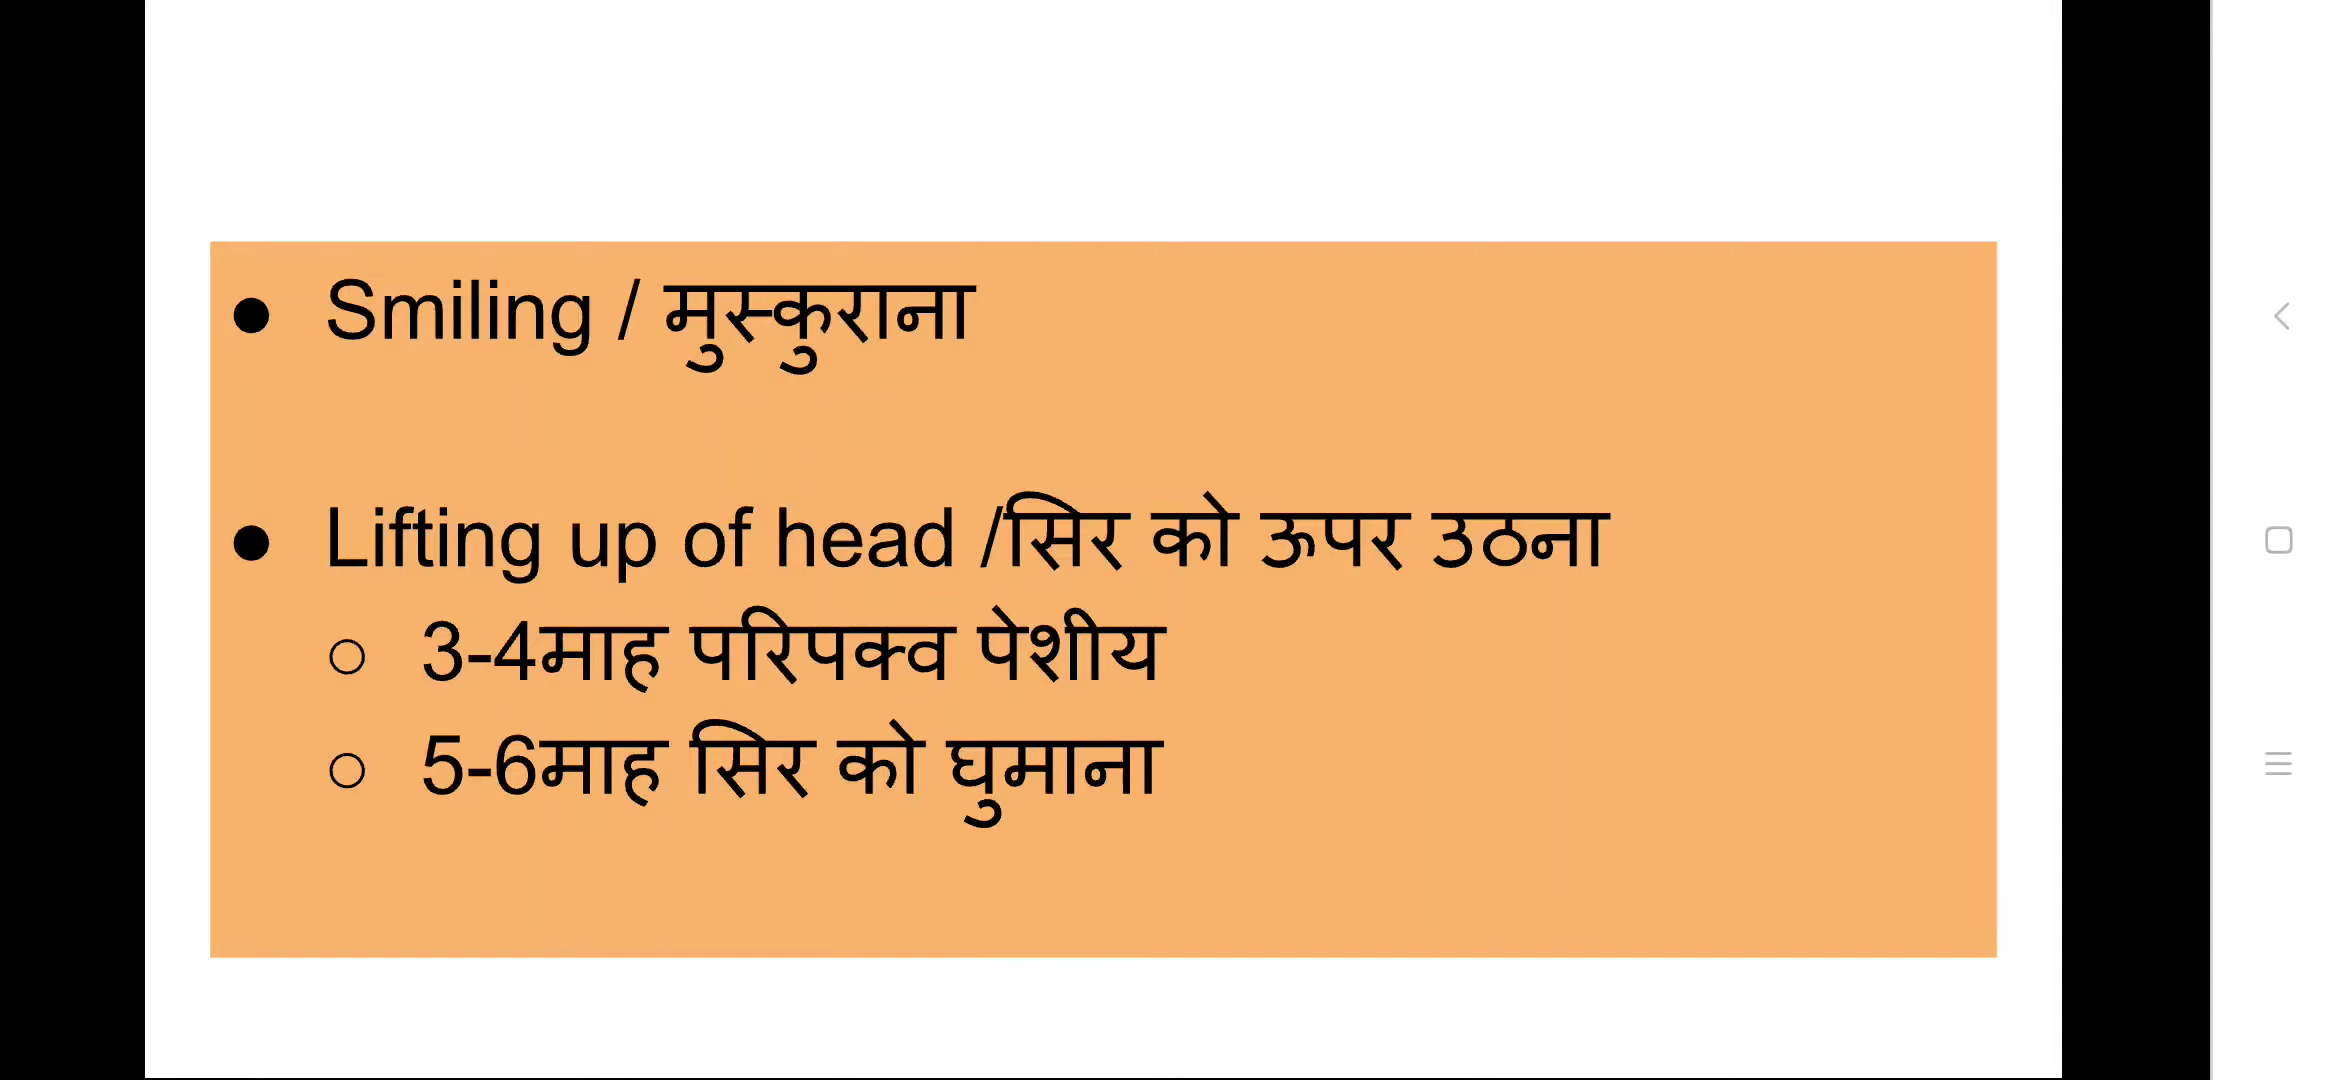 ● Smiling / मुस्कुराना
● Lifting up of head /सिर को ऊपर उठना
○ 3-4माह परिपक्व पेशीय
○ 5-6माह सिर को घुमाना